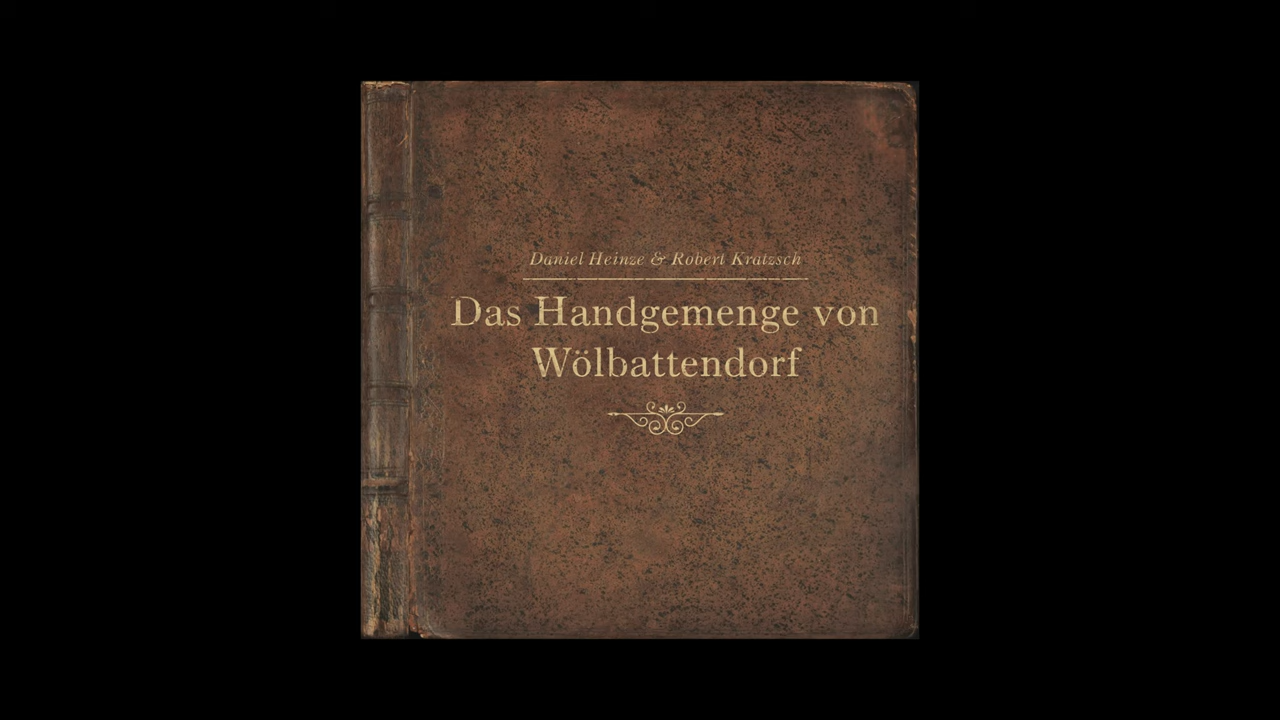 Daniel Heinze & Robert Kratzsch
Das Handgemenge von
Wölbattendorf